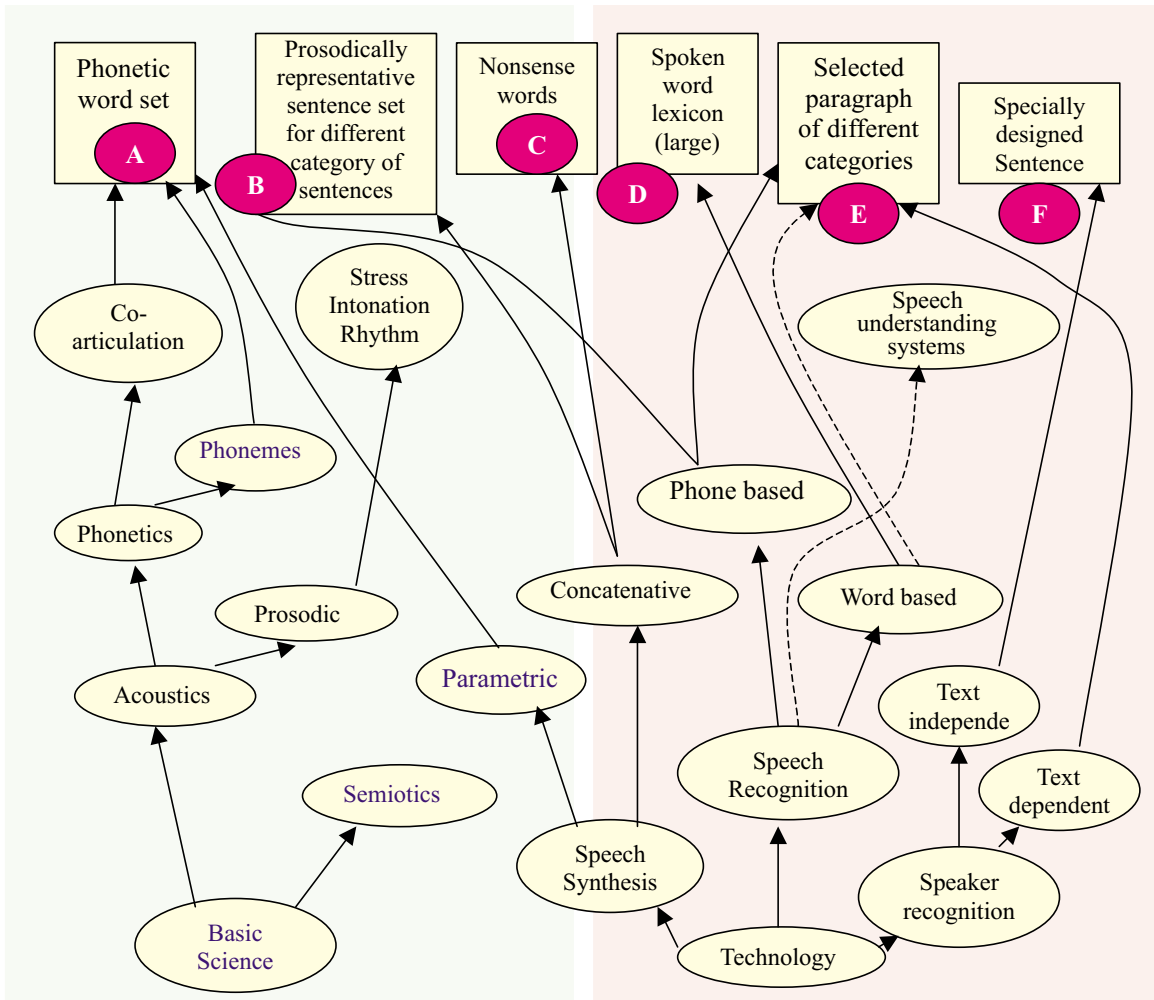 Phonetic
word set
A
Prosodically
representative
sentence set
for different
category of
sentences
B
Nonsense
words
C
Spoken
word
lexicon
(large)
D
Selected
paragraph
of different
categories
E
Specially
designed
Sentence
F
Co-
articulation
Stress
Intonation
Rhythm
Speech
understanding
systems
Phonemes
Phone based
Phonetics
Prosodic
Concatenative
Word based
Acoustics
Parametric
Text
independe
Speech
Recognition
Text
dependent
Semiotics
Speech
Synthesis
Speaker
recognition
Basic
Science
Technology